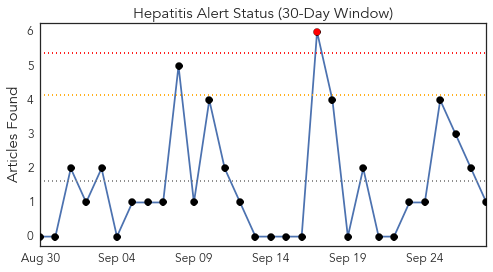 Hepatitis Alert Status (30-Day Window)
Articles Found
6
5
4
3
2
1
0
Aug 30 Sep 04 Sep 09 Sep 14 Sep 19 Sep 24